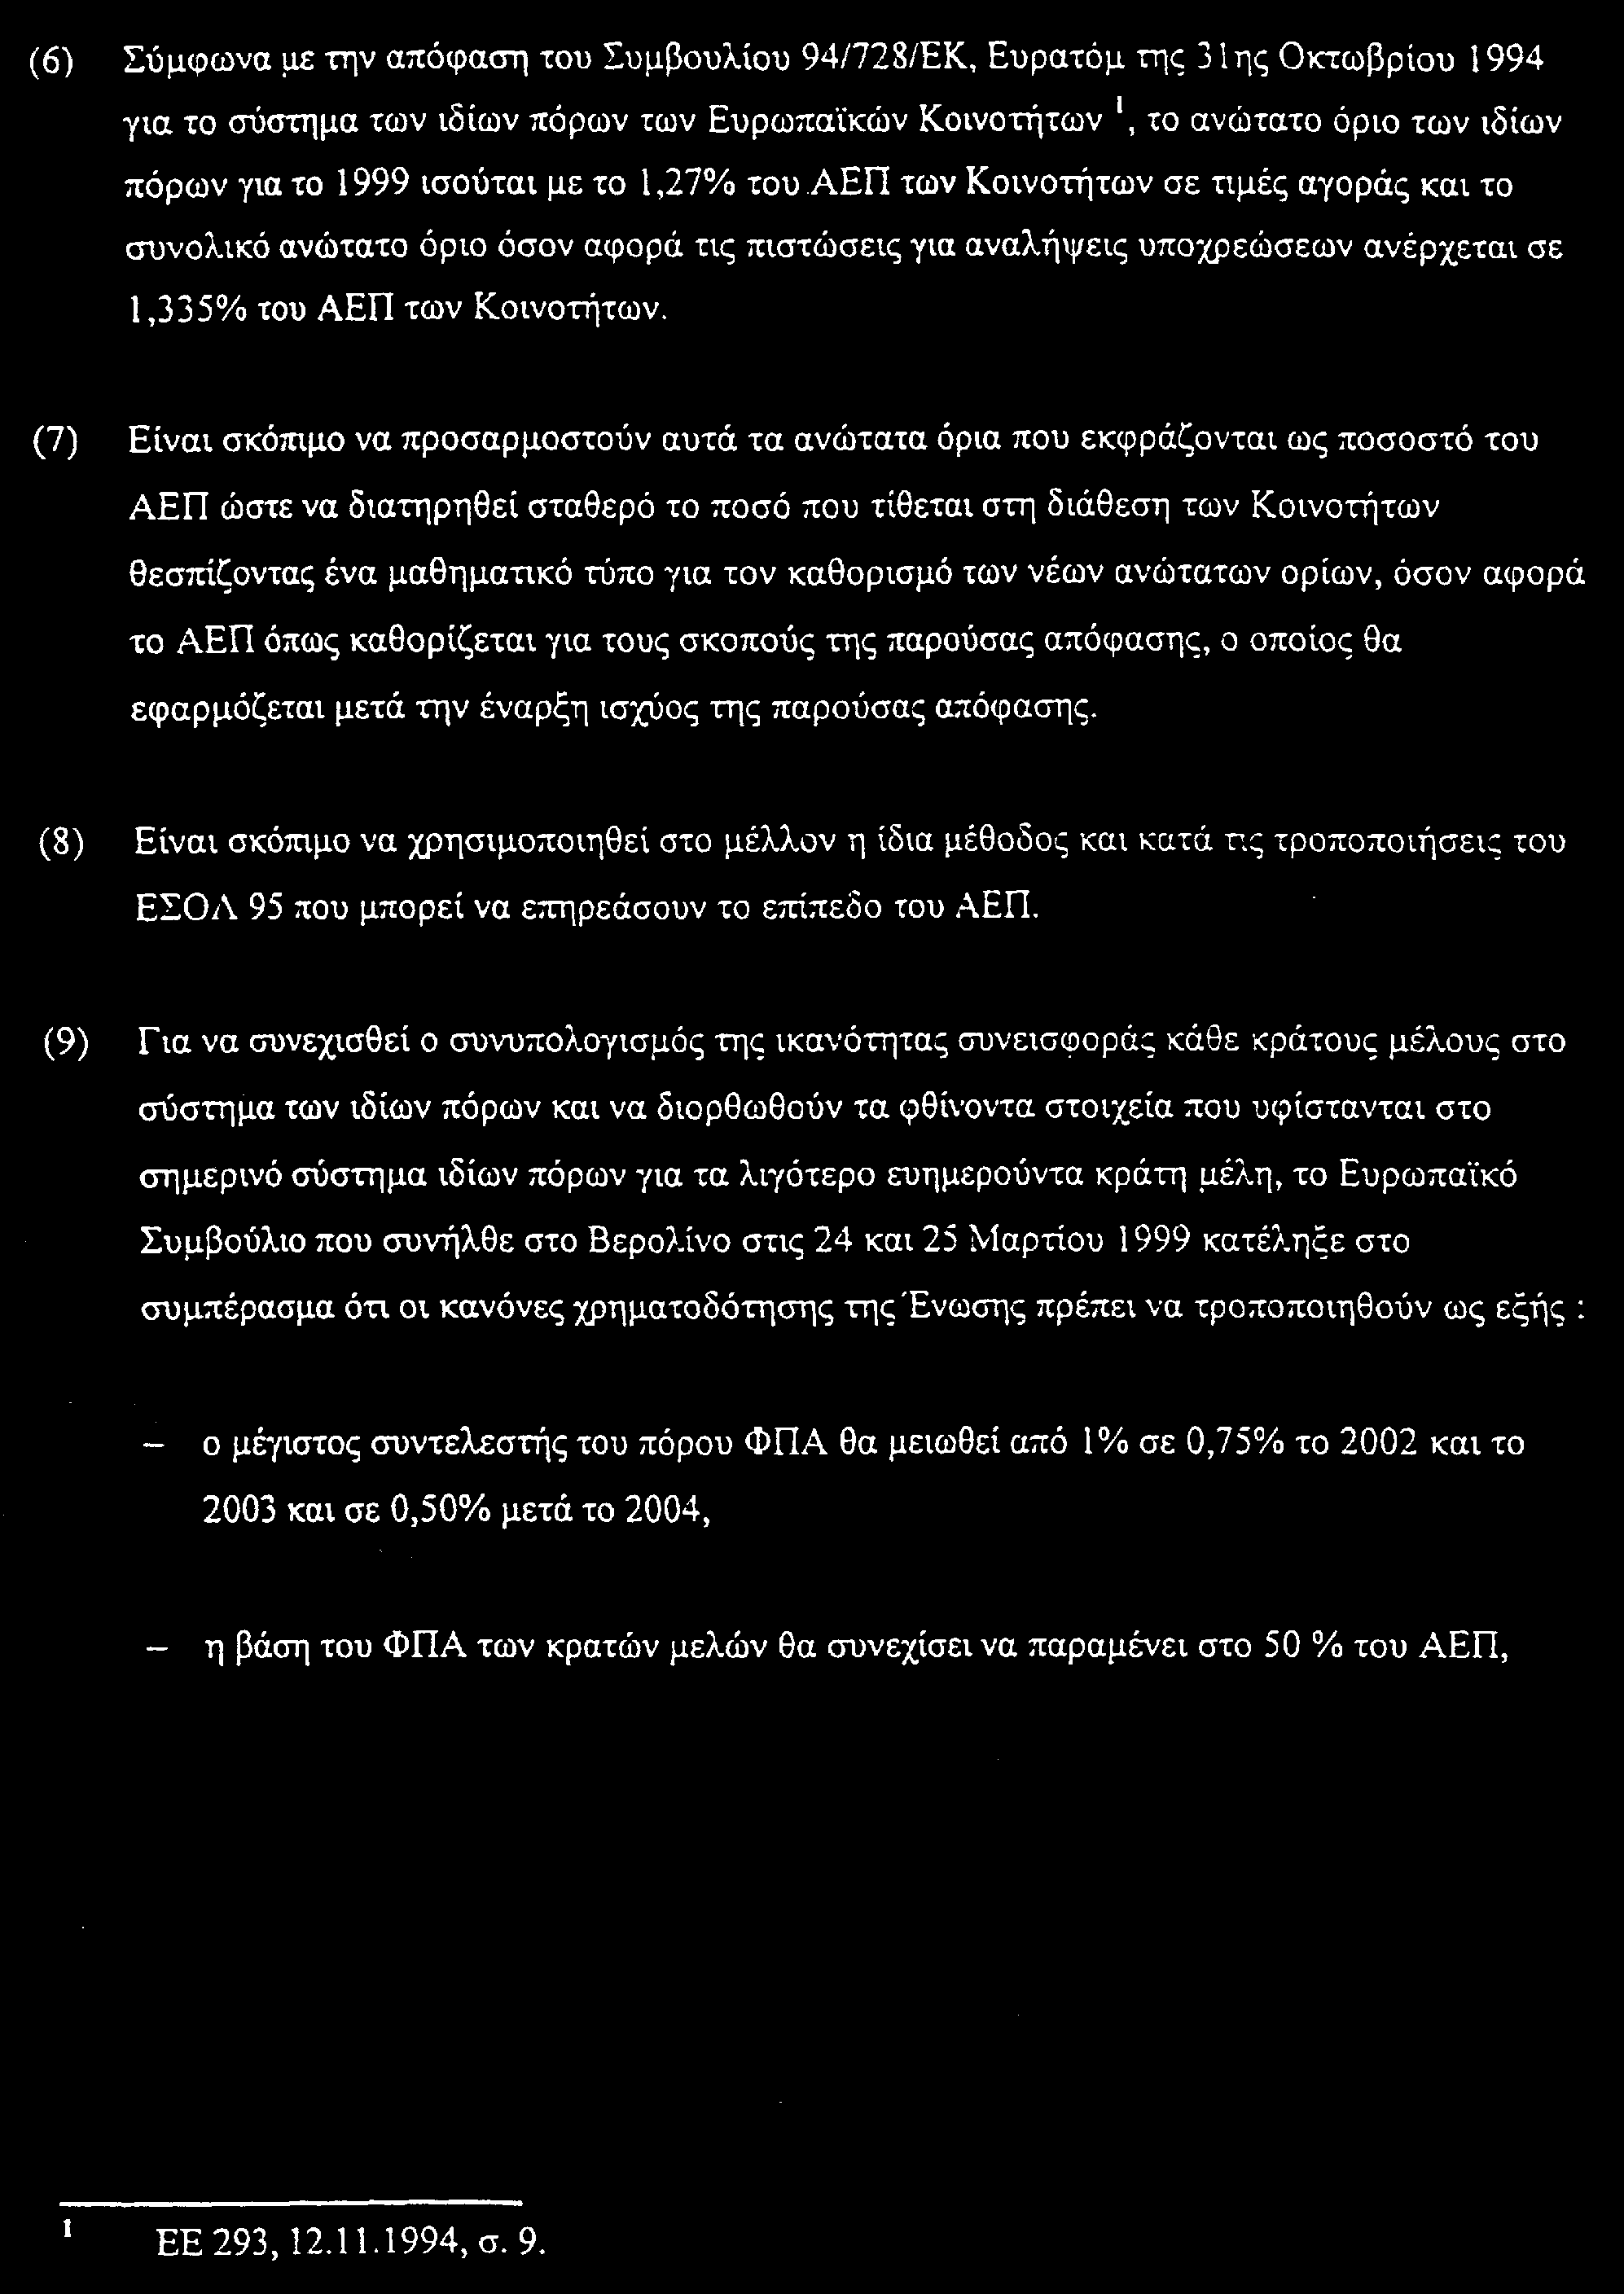 (6) Σύμφωνα με την απόφαση του Συμβουλίου 94/728/ΕΚ, Ευρατόμ της 31ης Οκτωβρίου 1994
για το σύστημα των ιδίων πόρων των Ευρωπαϊκών Κοινοτήτων ¹, το ανώτατο όριο των ιδίων
πόρων για το 1999 ισούται με το 1,27% του ΑΕΠ των Κοινοτήτων σε τιμές αγοράς και το
συνολικό ανώτατο όριο όσον αφορά τις πιστώσεις για αναλήψεις υποχρεώσεων ανέρχεται σε
1,335% του ΑΕΠ των Κοινοτήτων.
(7) Είναι σκόπιμο να προσαρμοστούν αυτά τα ανώτατα όρια που εκφράζονται ως ποσοστό του
ΑΕΠ ώστε να διατηρηθεί σταθερό το ποσό που τίθεται στη διάθεση των Κοινοτήτων
θεσπίζοντας ένα μαθηματικό τύπο για τον καθορισμό των νέων ανώτατων ορίων, όσον αφορά
το ΑΕΠ όπως καθορίζεται για τους σκοπούς της παρούσας απόφασης, ο οποίος θα
εφαρμόζεται μετά την έναρξη ισχύος της παρούσας απόφασης.
(8) Είναι σκόπιμο να χρησιμοποιηθεί στο μέλλον η ίδια μέθοδος και κατά τις τροποποιήσεις του
ΕΣΟΛ 95 που μπορεί να επηρεάσουν το επίπεδο του ΑΕΠ.
(9) Για να συνεχισθεί ο συνυπολογισμός της ικανότητας συνεισφοράς κάθε κράτους μέλους στο
σύστημα των ιδίων πόρων και να διορθωθούν τα φθίνοντα στοιχεία που υφίστανται στο
σημερινό σύστημα ιδίων πόρων για τα λιγότερο ευημερούντα κράτη μέλη, το Ευρωπαϊκό
Συμβούλιο που συνήλθε στο Βερολίνο στις 24 και 25 Μαρτίου 1999 κατέληξε στο
συμπέρασμα ότι οι κανόνες χρηματοδότησης της Ένωσης πρέπει να τροποποιηθούν ως εξής :
– ο μέγιστος συντελεστής του πόρου ΦΠΑ θα μειωθεί από 1% σε 0,75% το 2002 και το
2003 και σε 0,50% μετά το 2004,
– η βάση του ΦΠΑ των κρατών μελών θα συνεχίσει να παραμένει στο 50 % του ΑΕΠ,
¹ ΕΕ 293, 12.11.1994, σ. 9.